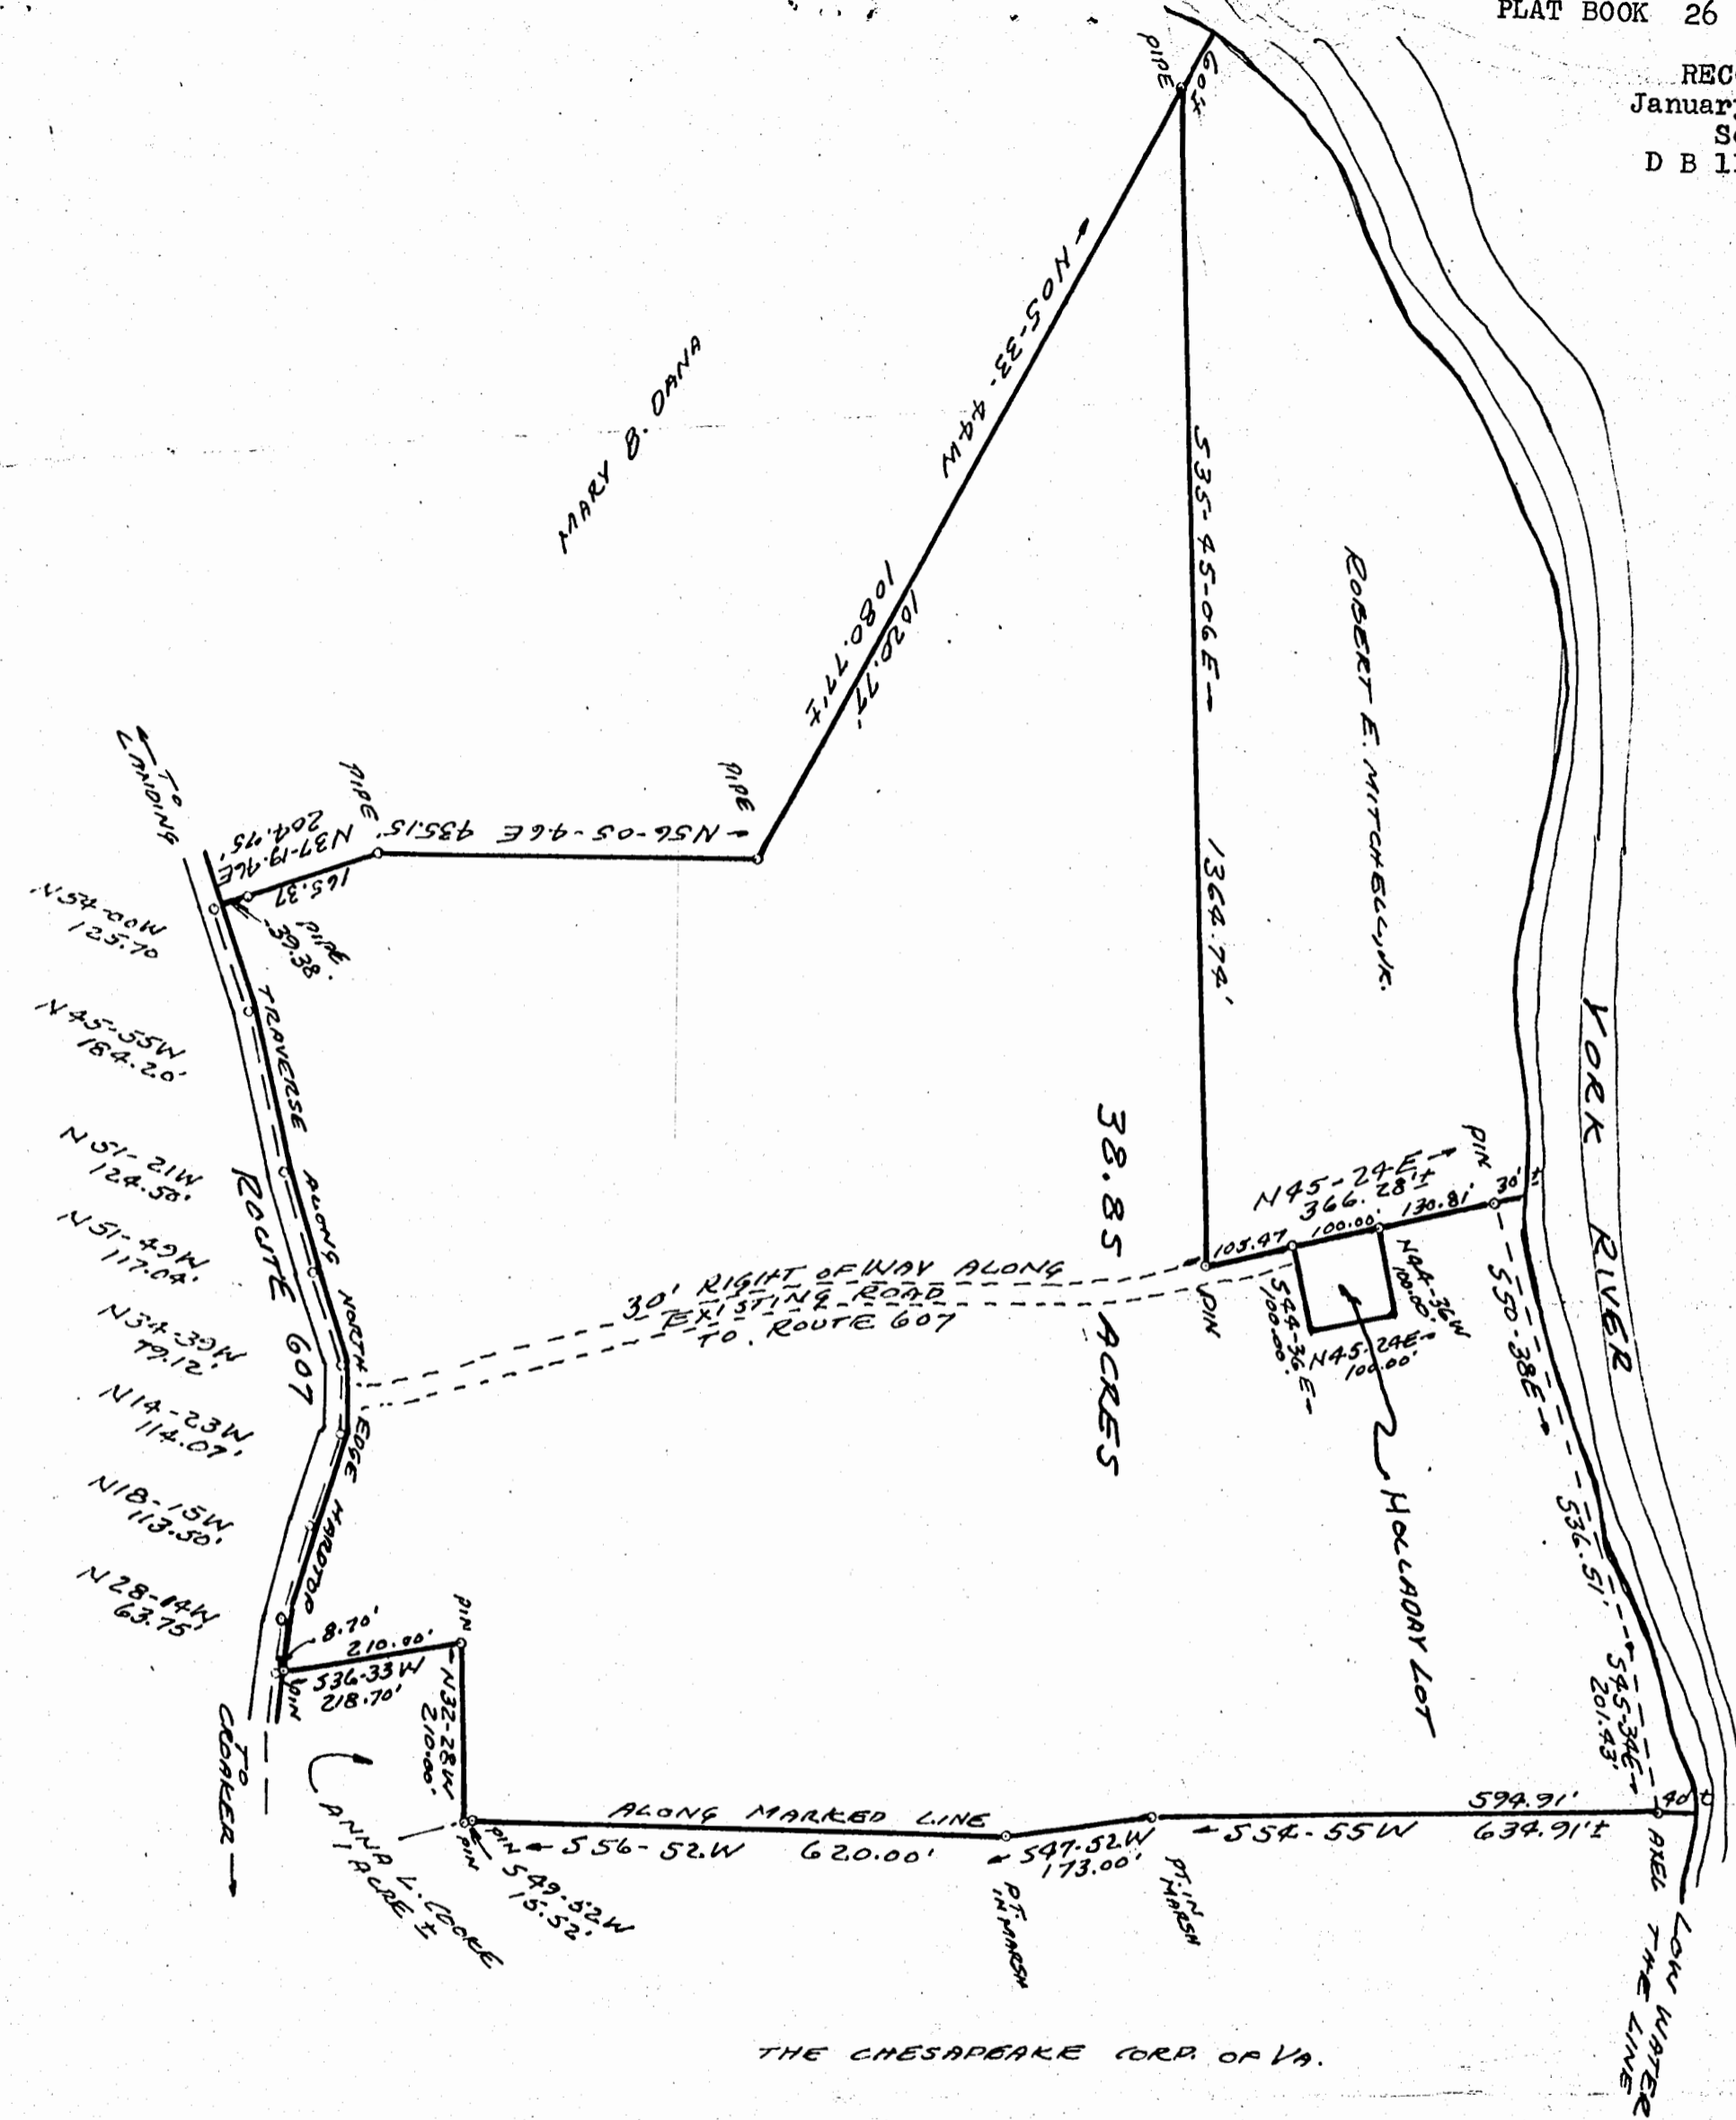 PLAT BOOK 26
REC
Januar
D B 1
PIPE
60'±
N05-33-44W
1020.77'
1080.77'±
MARY B. DANA
S35-45-06E
1364.74'
ROBERT E. MITCHELL, JR.
YORK RIVER
PIPE
N56-05-46E 435.15'
PIPE
N37-19-46E
204.75'
165.37
PIPE
39.38
TO
LANDING
N54-00W
125.70
N45-55W
184.20'
N51-21W
124.50'
N51-49W
117.04'
N34-39W
79.12'
N14-23W
114.07'
N18-15W
113.50'
N28-14W
63.75'
TRAVERSE ALONG NORTH EDGE HARDTOP
ROUTE 607
38.85 ACRES
30' RIGHT OF WAY ALONG
EXISTING ROAD
TO ROUTE 607
PIN
N45-24E
366.28'±
105.47
100.00'
130.81'
30'±
PIN
N44-36W
100.00'
S44-36E
100.00'
N45-24E
100.00'
HOLLADAY LOT
S50-38E
536.51'
S45-34E
201.43'
8.70'
210.00'
S36-33W
218.70'
PIN
PIN
N32-28W
210.00'
TO
CROAKER
ANNA L. COOKE
1 ACRE ±
PIN
PIN
S49-52W
15.52'
ALONG MARKED LINE
S56-52W 620.00'
S47-52W
173.00'
PT.
IN MARSH
PT. IN
MARSH
594.91'
S54-55W 634.91'±
40'±
AXEL
LOW WATER
THE LINE
THE CHESAPEAKE CORP. OF VA.